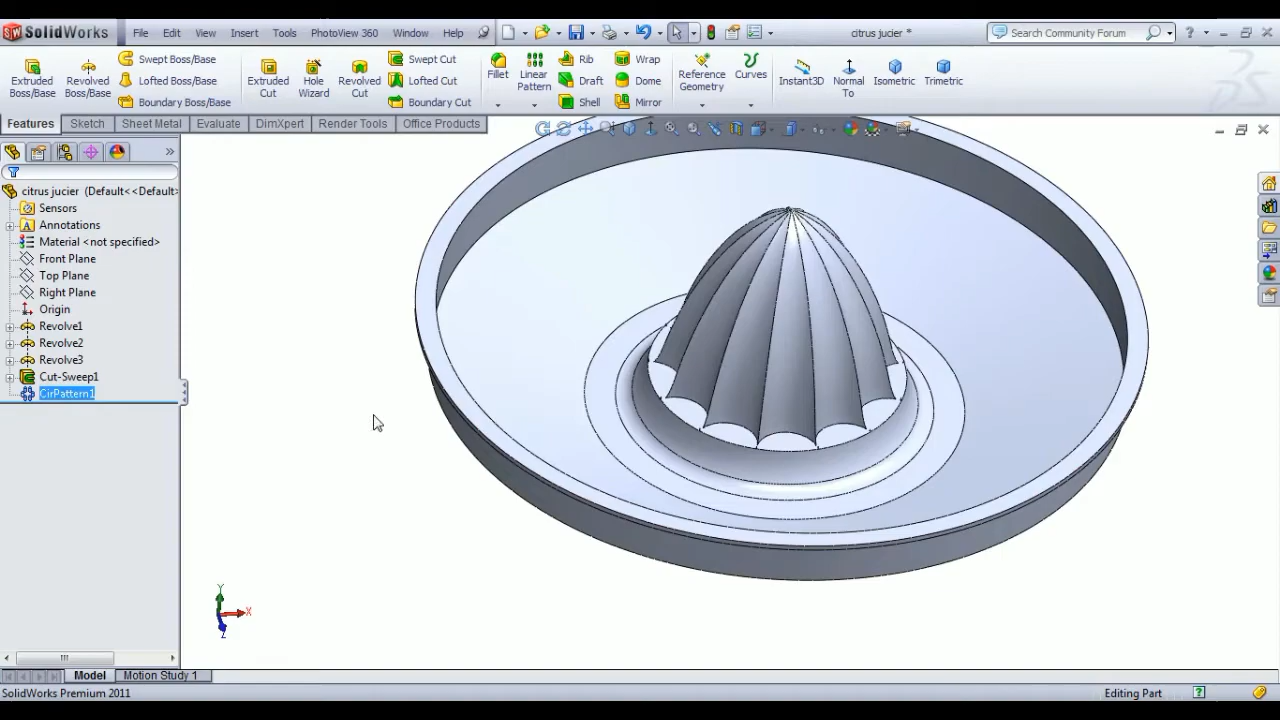 SolidWorks File Edit View Insert Tools PhotoView 360 Window Help citrus jucier * Search Community Forum
Extruded Boss/Base Revolved Boss/Base Swept Boss/Base Lofted Boss/Base Boundary Boss/Base Extruded Cut Hole Wizard Revolved Cut Swept Cut Lofted Cut Boundary Cut Fillet Linear Pattern Rib Draft Shell Wrap Dome Mirror Reference Geometry Curves Instant3D Normal To Isometric Trimetric
Features Sketch Sheet Metal Evaluate DimXpert Render Tools Office Products
citrus jucier (Default<<Default>
Sensors
Annotations
Material <not specified>
Front Plane
Top Plane
Right Plane
Origin
Revolve1
Revolve2
Revolve3
Cut-Sweep1
CirPattern1
Y
X
Z
Model Motion Study 1
SolidWorks Premium 2011 Editing Part